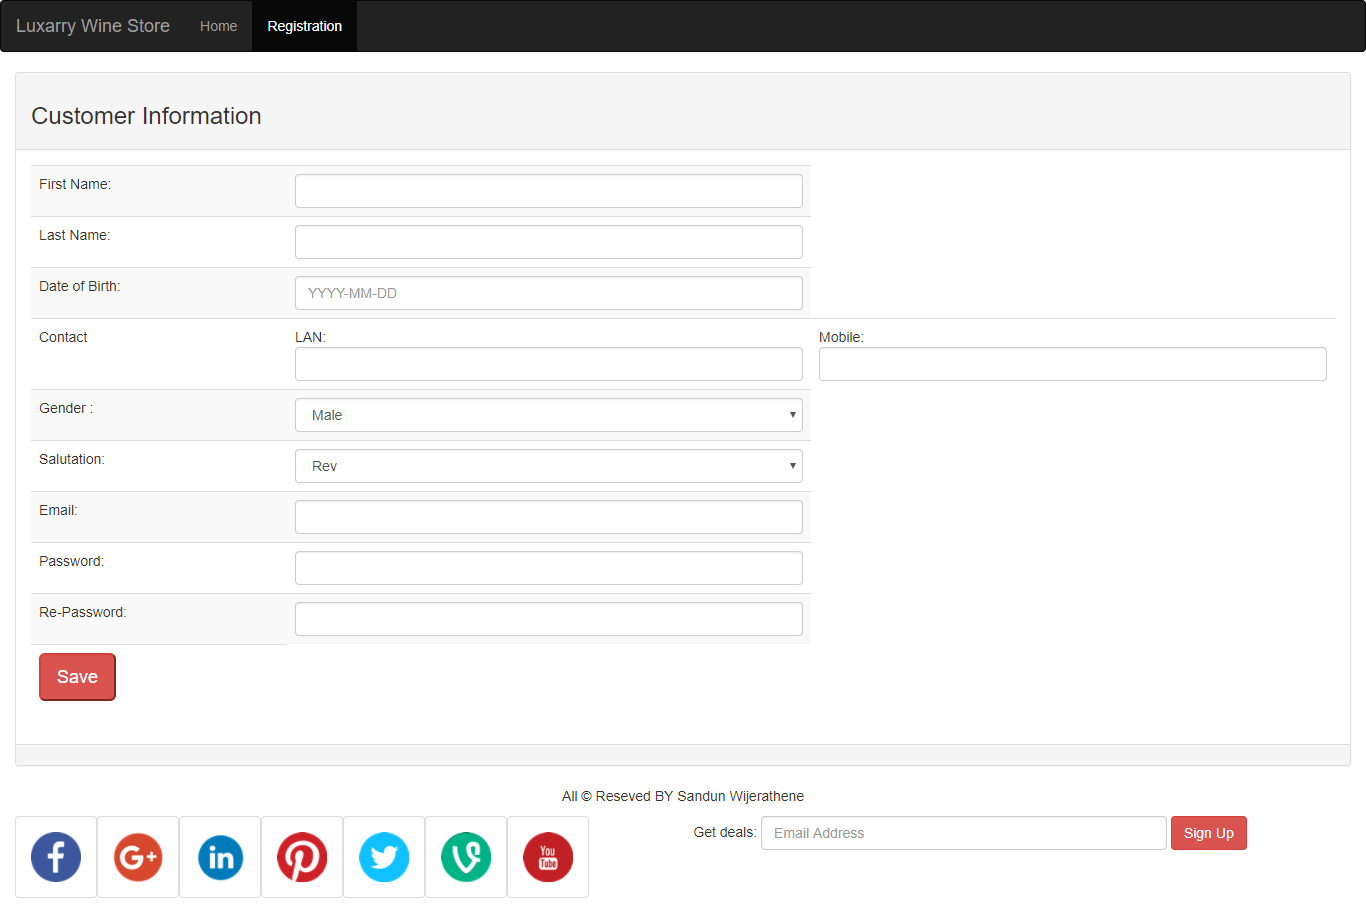 Luxarry Wine Store Home Registration
Customer Information
First Name:
Last Name:
Date of Birth: YYYY-MM-DD
Contact LAN: Mobile:
Gender : Male
Salutation: Rev
Email:
Password:
Re-Password:
Save
All © Reseved BY Sandun Wijerathene
Get deals: Email Address Sign Up
f G+ in You
Tube